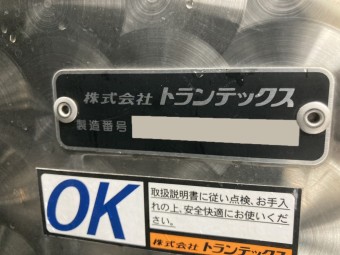 株式会社 トランテックス
製造番号
OK
取扱説明書に従い点検、お手入
れの上、安全快適にお使いくだ
さい。
株式会社 トランテックス